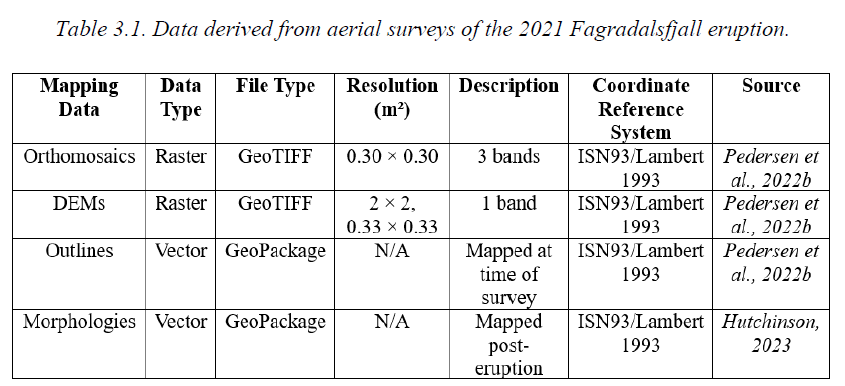 Table 3.1. Data derived from aerial surveys of the 2021 Fagradalsfjall eruption.
Mapping Data | Data Type | File Type | Resolution (m²) | Description | Coordinate Reference System | Source
Orthomosaics | Raster | GeoTIFF | 0.30 × 0.30 | 3 bands | ISN93/Lambert 1993 | Pedersen et al., 2022b
DEMs | Raster | GeoTIFF | 2 × 2, 0.33 × 0.33 | 1 band | ISN93/Lambert 1993 | Pedersen et al., 2022b
Outlines | Vector | GeoPackage | N/A | Mapped at time of survey | ISN93/Lambert 1993 | Pedersen et al., 2022b
Morphologies | Vector | GeoPackage | N/A | Mapped post-eruption | ISN93/Lambert 1993 | Hutchinson, 2023